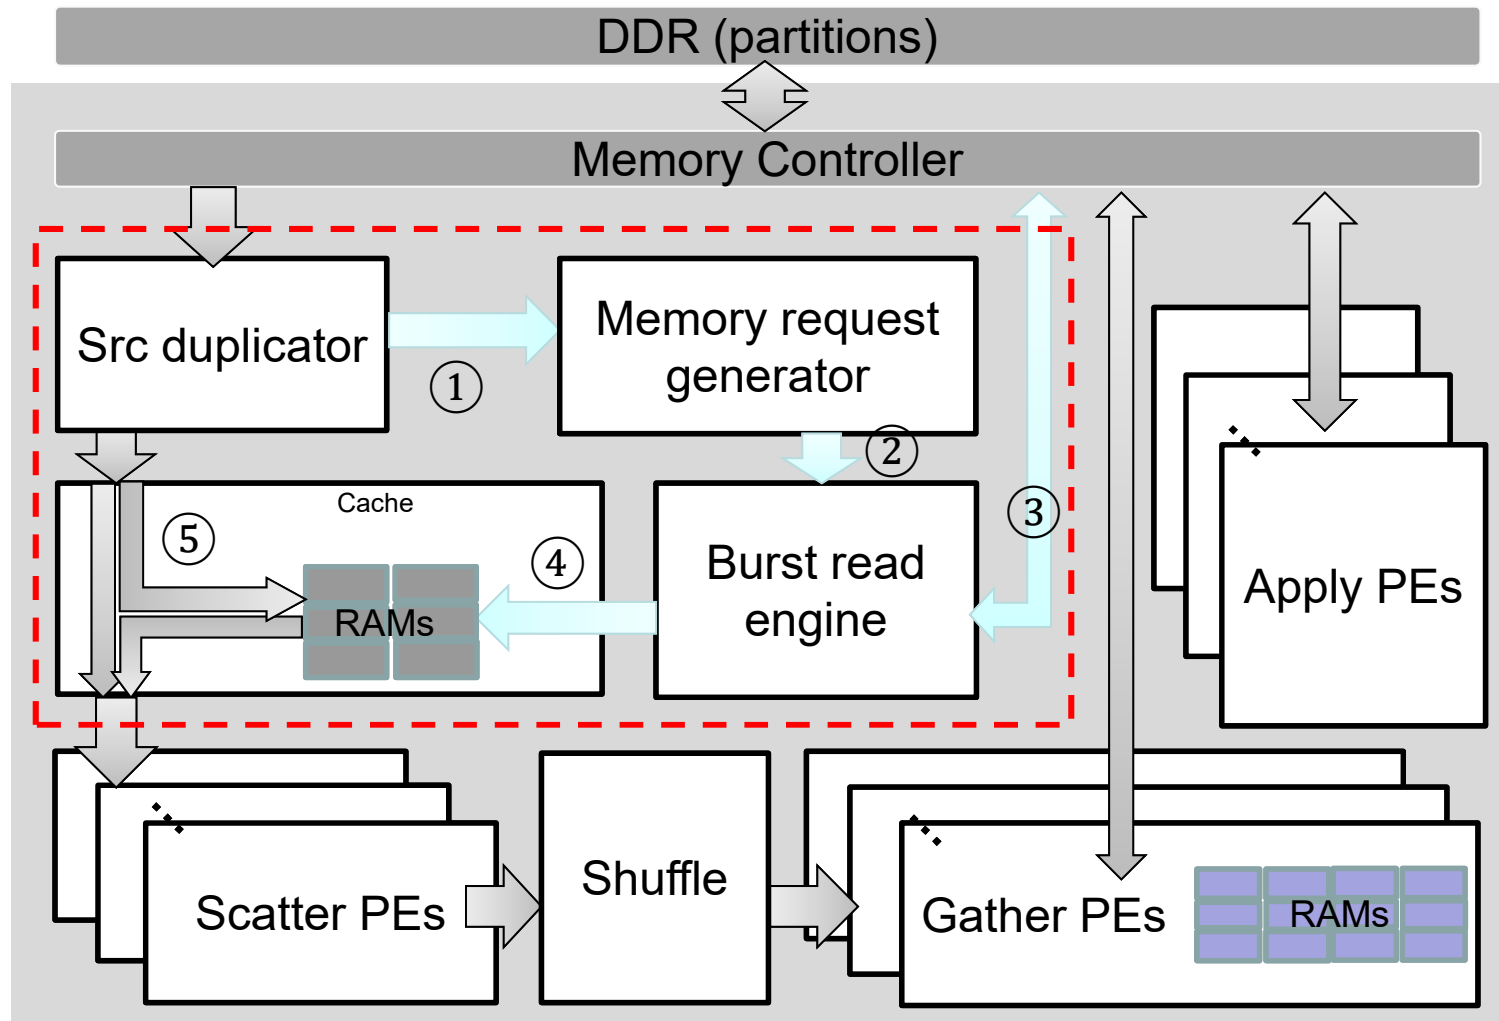 DDR (partitions)
Memory Controller
Src duplicator
①
Memory request
generator
②
③
Cache
⑤
④
RAMs
Burst read
engine
Apply PEs
Scatter PEs
Shuffle
Gather PEs
RAMs